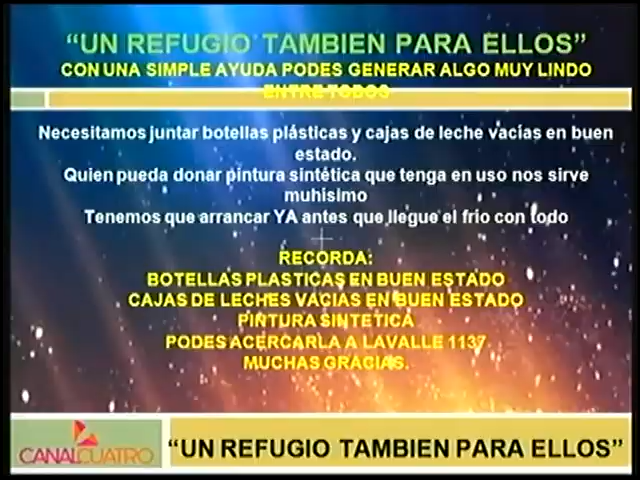 “UN REFUGIO TAMBIEN PARA ELLOS”
CON UNA SIMPLE AYUDA PODES GENERAR ALGO MUY LINDO
ENTRE TODOS
Necesitamos juntar botellas plásticas y cajas de leche vacías en buen
estado.
Quien pueda donar pintura sintética que tenga en uso nos sirve
muhísimo
Tenemos que arrancar YA antes que llegue el frio con todo
RECORDA:
BOTELLAS PLASTICAS EN BUEN ESTADO
CAJAS DE LECHES VACIAS EN BUEN ESTADO
PINTURA SINTETICA
PODES ACERCARLA A LAVALLE 1137.
MUCHAS GRACIAS.
CANALCUATRO
“UN REFUGIO TAMBIEN PARA ELLOS”